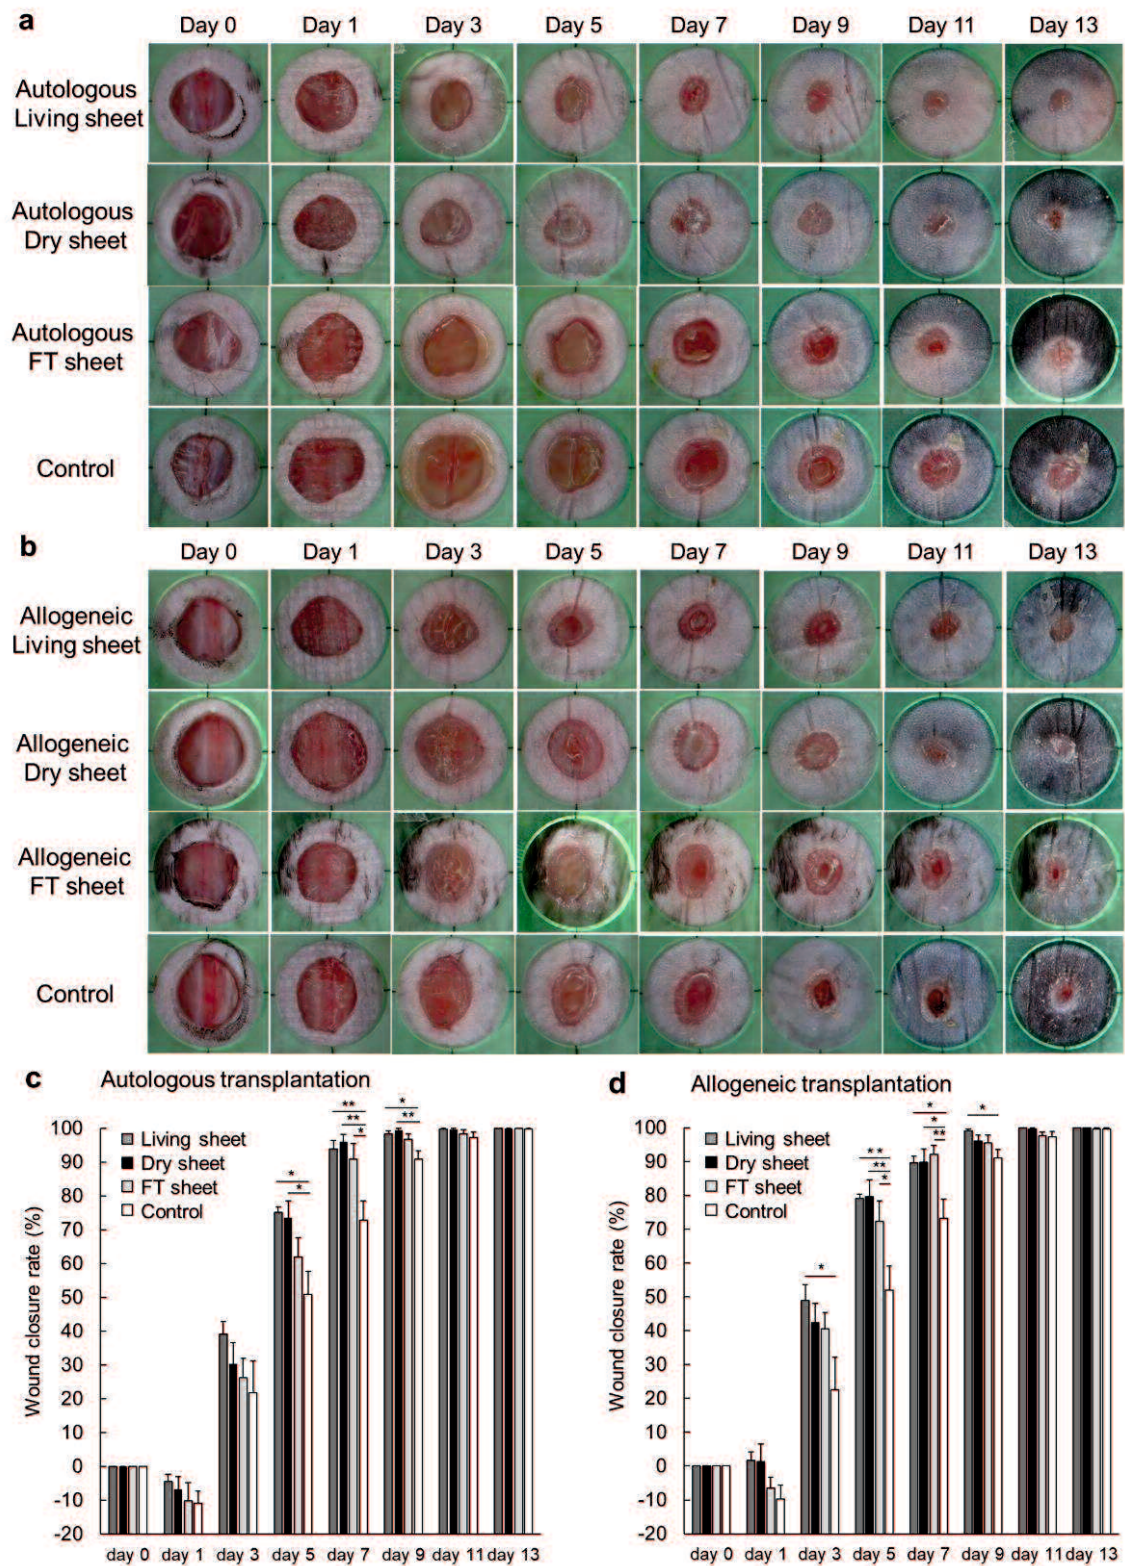 a
Day 0 Day 1 Day 3 Day 5 Day 7 Day 9 Day 11 Day 13
Autologous
Living sheet
Autologous
Dry sheet
Autologous
FT sheet
Control
b
Day 0 Day 1 Day 3 Day 5 Day 7 Day 9 Day 11 Day 13
Allogeneic
Living sheet
Allogeneic
Dry sheet
Allogeneic
FT sheet
Control
c Autologous transplantation
Wound closure rate (%)
100
90
80
70
60
50
40
30
20
10
0
-10
-20
Living sheet
Dry sheet
FT sheet
Control
* * ** ** * * **
day 0 day 1 day 3 day 5 day 7 day 9 day 11 day 13
d Allogeneic transplantation
Wound closure rate (%)
100
90
80
70
60
50
40
30
20
10
0
-10
-20
Living sheet
Dry sheet
FT sheet
Control
* ** ** * * * ** *
day 0 day 1 day 3 day 5 day 7 day 9 day 11 day 13